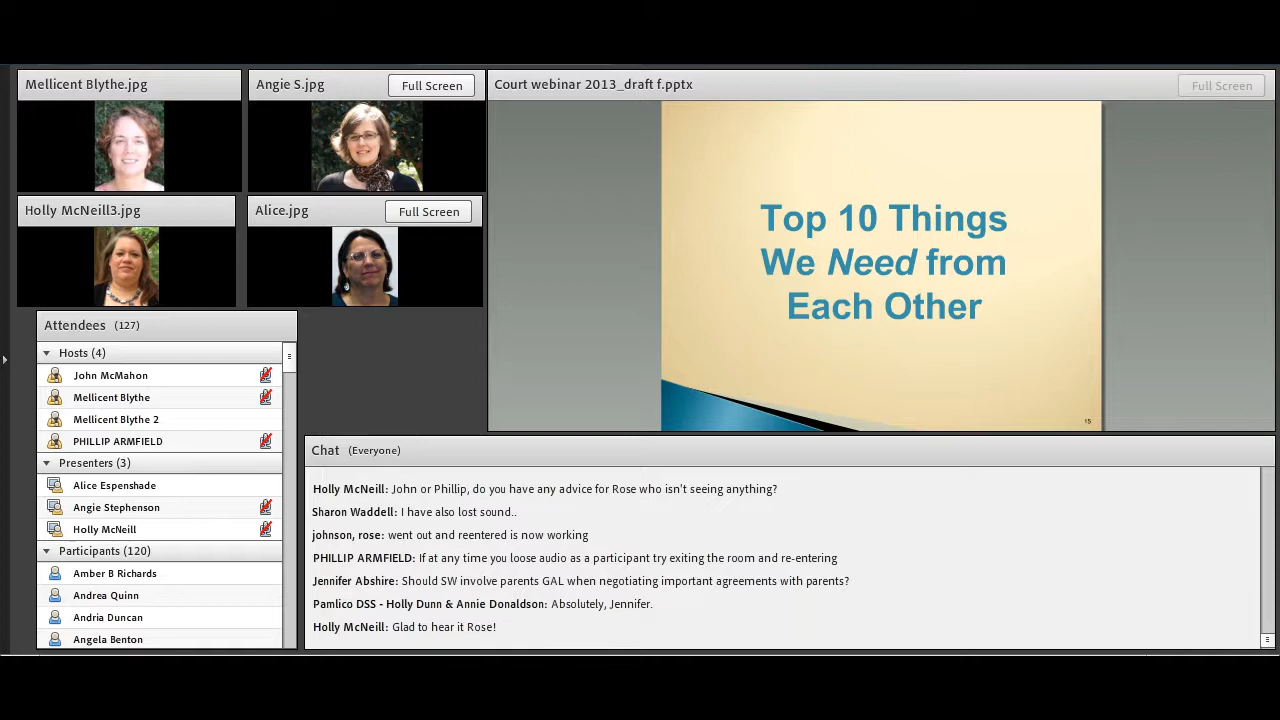 Mellicent Blythe.jpg
Angie S.jpg
Full Screen
Court webinar 2013_draft f.pptx
Full Screen
Holly McNeill3.jpg
Alice.jpg
Full Screen
Top 10 Things
We Need from
Each Other
15
Attendees (127)
Hosts (4)
John McMahon
Mellicent Blythe
Mellicent Blythe 2
PHILLIP ARMFIELD
Presenters (3)
Alice Espenshade
Angie Stephenson
Holly McNeill
Participants (120)
Amber B Richards
Andrea Quinn
Andria Duncan
Angela Benton
Chat (Everyone)
Holly McNeill: John or Phillip, do you have any advice for Rose who isn't seeing anything?
Sharon Waddell: I have also lost sound..
johnson, rose: went out and reentered is now working
PHILLIP ARMFIELD: If at any time you loose audio as a participant try exiting the room and re-entering
Jennifer Abshire: Should SW involve parents GAL when negotiating important agreements with parents?
Pamlico DSS - Holly Dunn & Annie Donaldson: Absolutely, Jennifer.
Holly McNeill: Glad to hear it Rose!